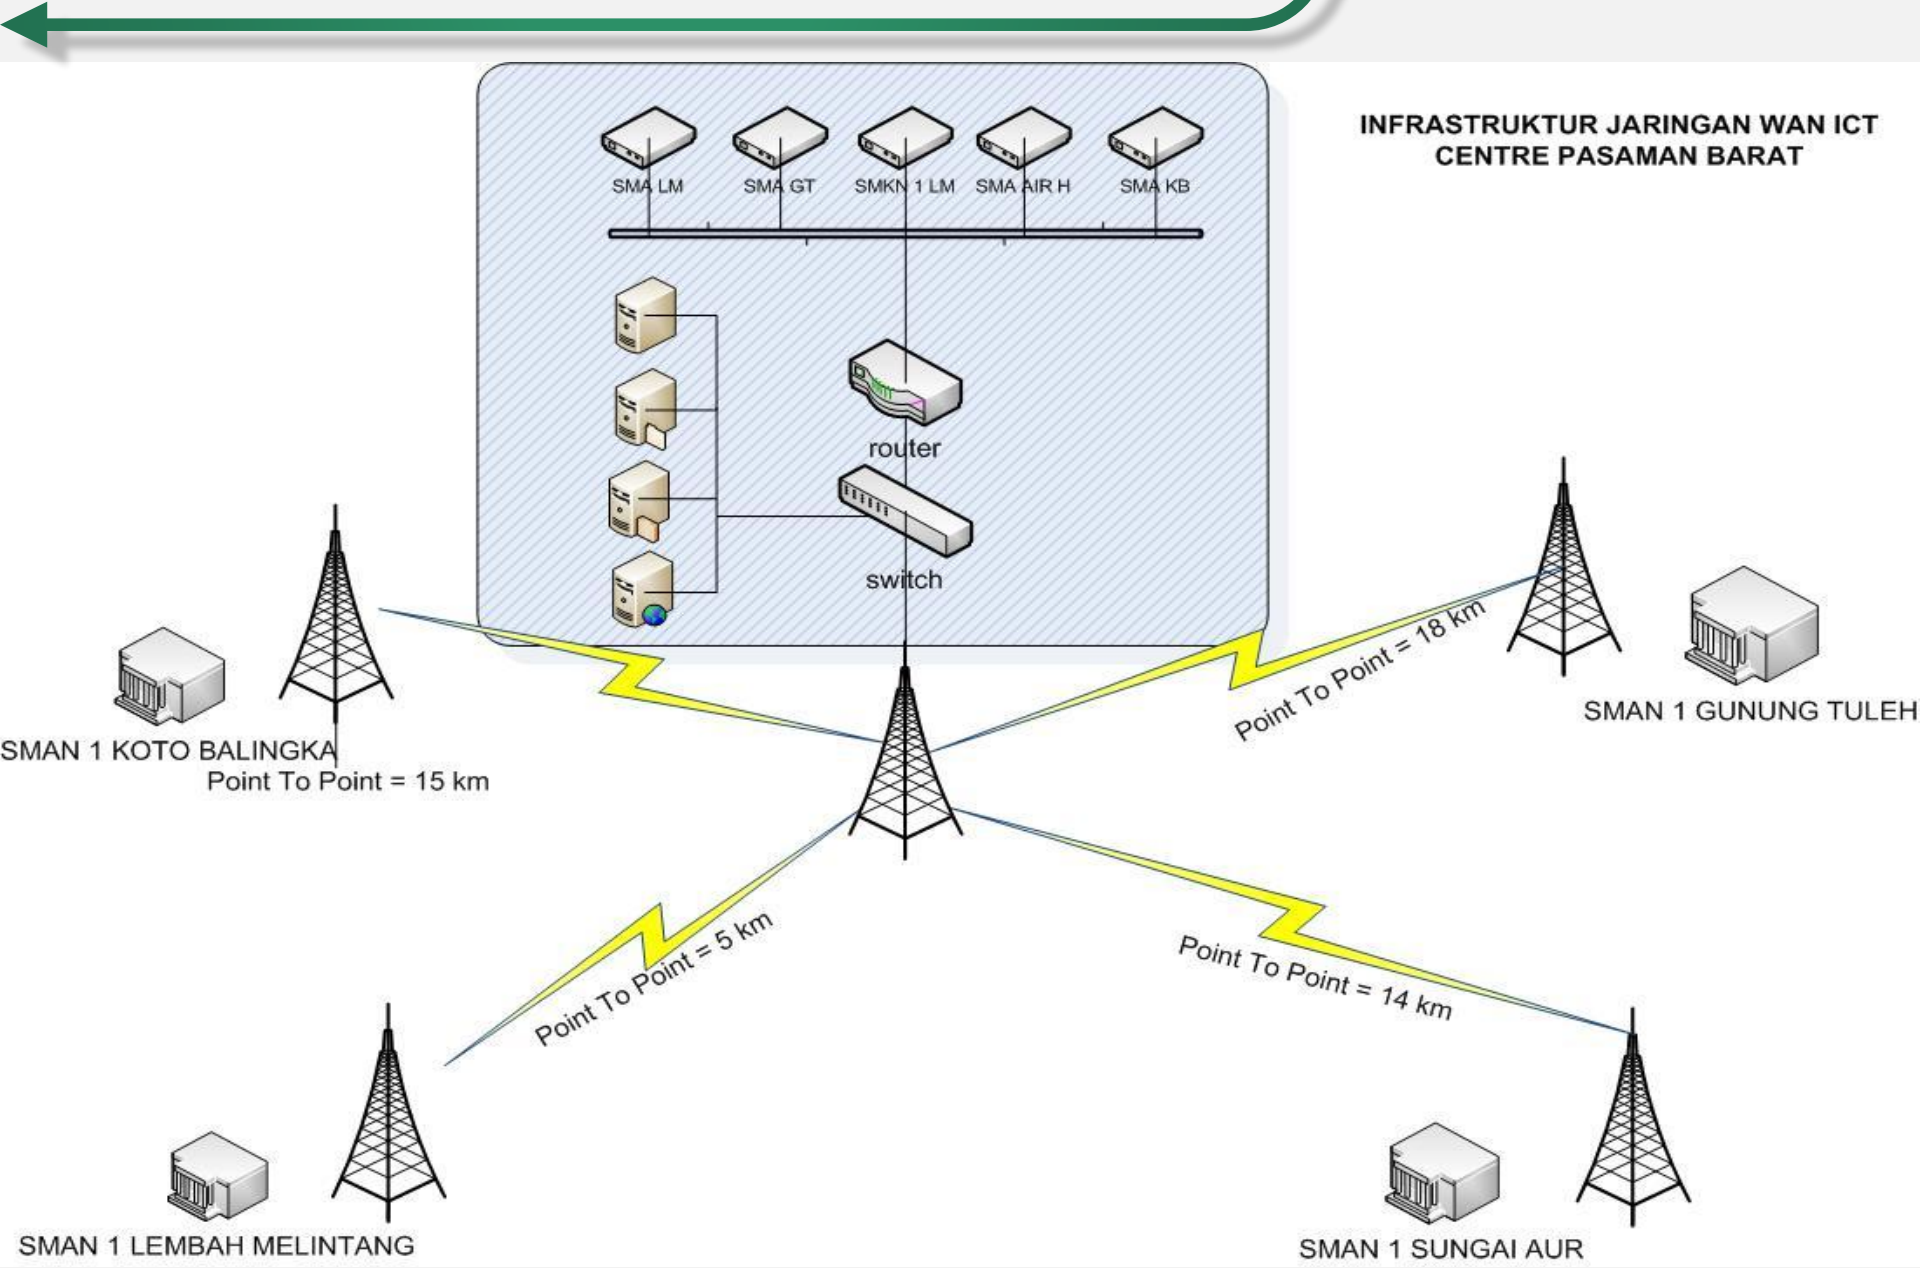 INFRASTRUKTUR JARINGAN WAN ICT
CENTRE PASAMAN BARAT
SMA LM
SMA GT
SMKN 1 LM
SMA AIR H
SMA KB
router
switch
SMAN 1 KOTO BALINGKA
Point To Point = 15 km
Point To Point = 18 km
SMAN 1 GUNUNG TULEH
Point To Point = 5 km
Point To Point = 14 km
SMAN 1 LEMBAH MELINTANG
SMAN 1 SUNGAI AUR